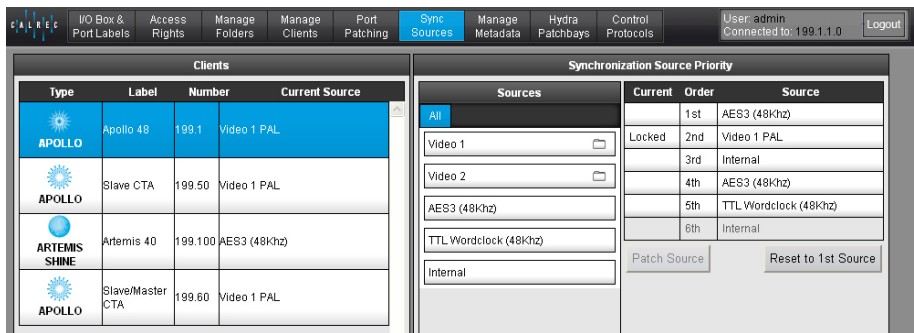 CALREC
I/O Box & Port Labels
Access Rights
Manage Folders
Manage Clients
Port Patching
Sync Sources
Manage Metadata
Hydra Patchbays
Control Protocols
User: admin
Connected to: 199.1.1.0
Logout
Clients
Type Label Number Current Source
APOLLO Apollo 48 199.1 Video 1 PAL
APOLLO Slave CTA 199.50 Video 1 PAL
ARTEMIS SHINE Artemis 40 199.100 AES3 (48Khz)
APOLLO Slave/Master CTA 199.60 Video 1 PAL
Synchronization Source Priority
Sources
All
Video 1
Video 2
AES3 (48Khz)
TTL Wordclock (48Khz)
Internal
Current Order Source
1st AES3 (48Khz)
Locked 2nd Video 1 PAL
3rd Internal
4th AES3 (48Khz)
5th TTL Wordclock (48Khz)
6th Internal
Patch Source
Reset to 1st Source